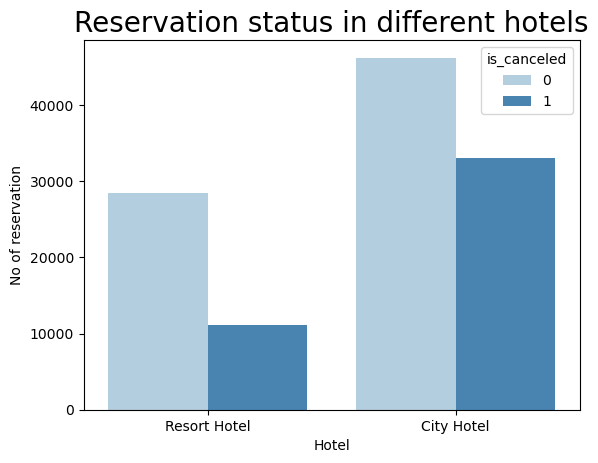 Reservation status in different hotels
is_canceled
0
1
40000
30000
20000
10000
0
No of reservation
Resort Hotel
City Hotel
Hotel